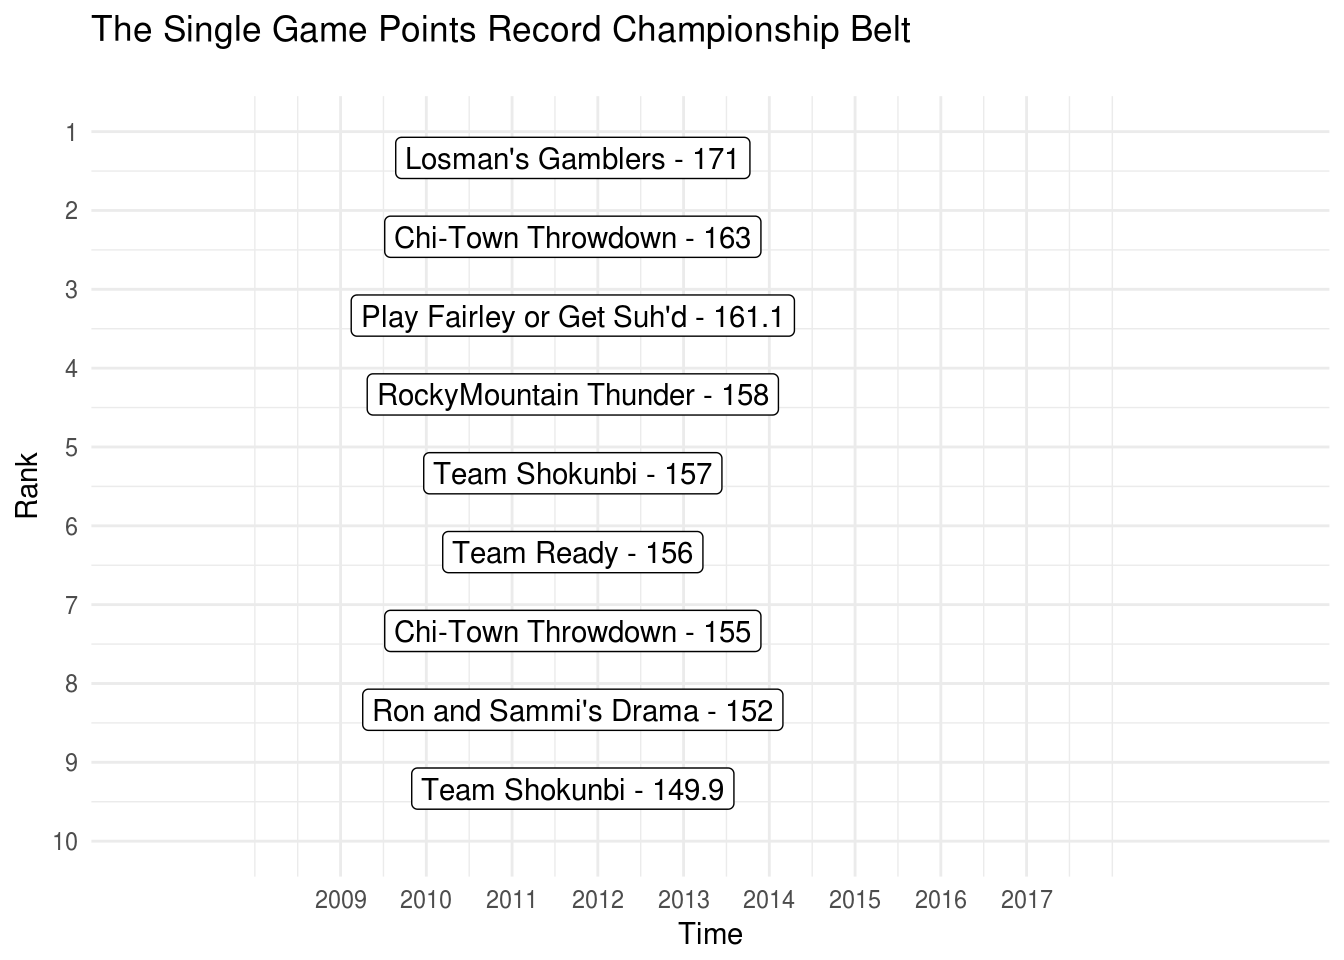 The Single Game Points Record Championship Belt
1
Losman's Gamblers - 171
2
Chi-Town Throwdown - 163
3
Play Fairley or Get Suh'd - 161.1
4
RockyMountain Thunder - 158
5
Team Shokunbi - 157
Rank
6
Team Ready - 156
7
Chi-Town Throwdown - 155
8
Ron and Sammi's Drama - 152
9
Team Shokunbi - 149.9
10
2009 2010 2011 2012 2013 2014 2015 2016 2017
Time